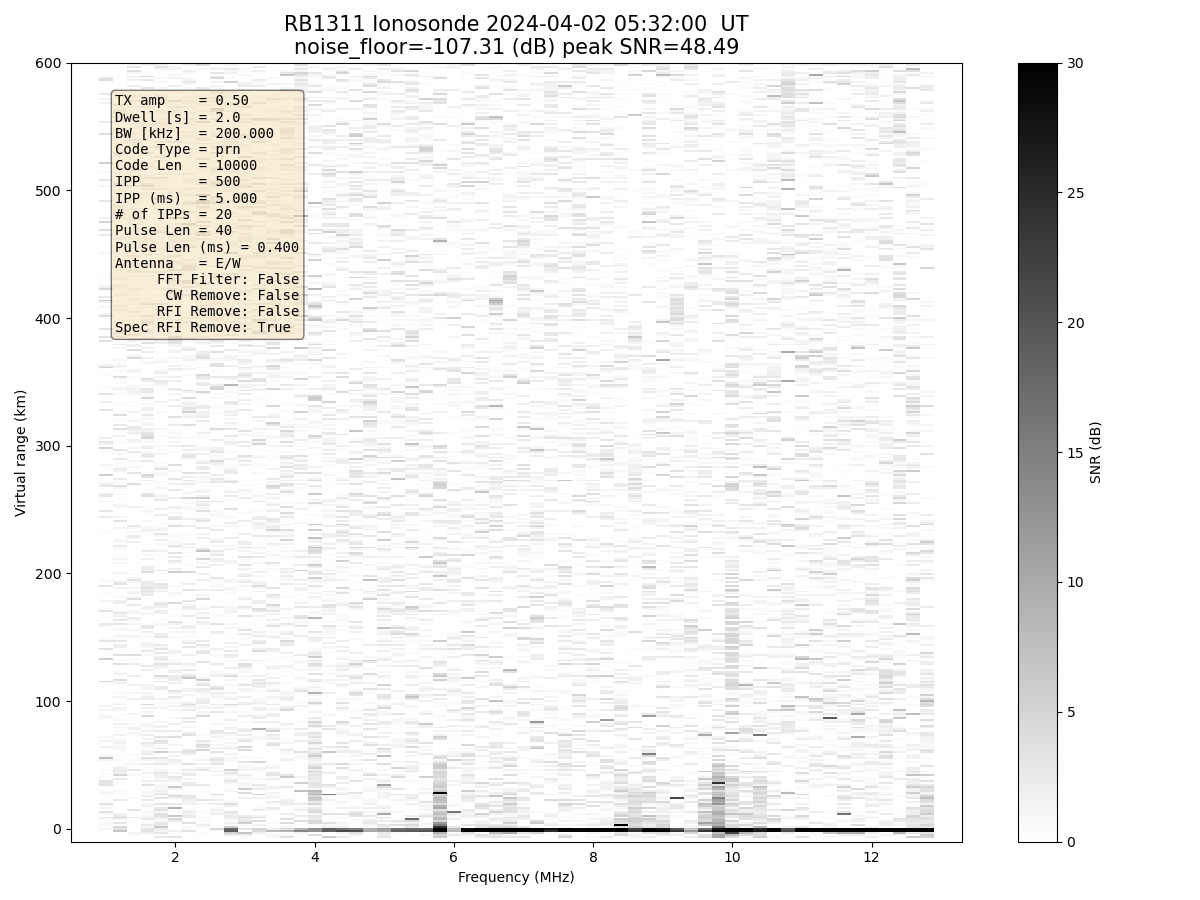 RB1311 Ionosonde 2024-04-02 05:32:00  UT
noise_floor=-107.31 (dB) peak SNR=48.49
TX amp    = 0.50
Dwell [s] = 2.0
BW [kHz]  = 200.000
Code Type = prn
Code Len  = 10000
IPP       = 500
IPP (ms)  = 5.000
# of IPPs = 20
Pulse Len = 40
Pulse Len (ms) = 0.400
Antenna   = E/W
FFT Filter: False
CW Remove: False
RFI Remove: False
Spec RFI Remove: True
600
500
400
300
200
100
0
Virtual range (km)
2
4
6
8
10
12
Frequency (MHz)
30
25
20
15
10
5
0
SNR (dB)